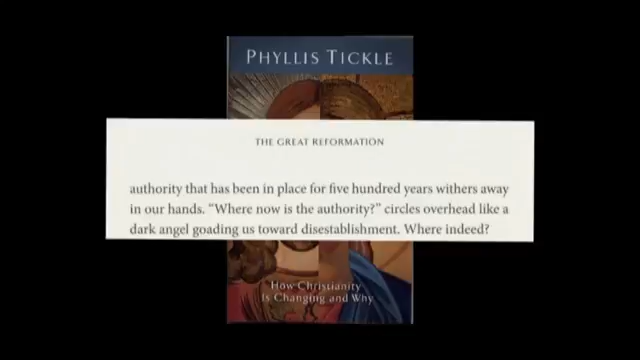 PHYLLIS TICKLE
THE GREAT REFORMATION
authority that has been in place for five hundred years withers away
in our hands. “Where now is the authority?” circles overhead like a
dark angel goading us toward disestablishment. Where indeed?
How Christianity
Is Changing and Why